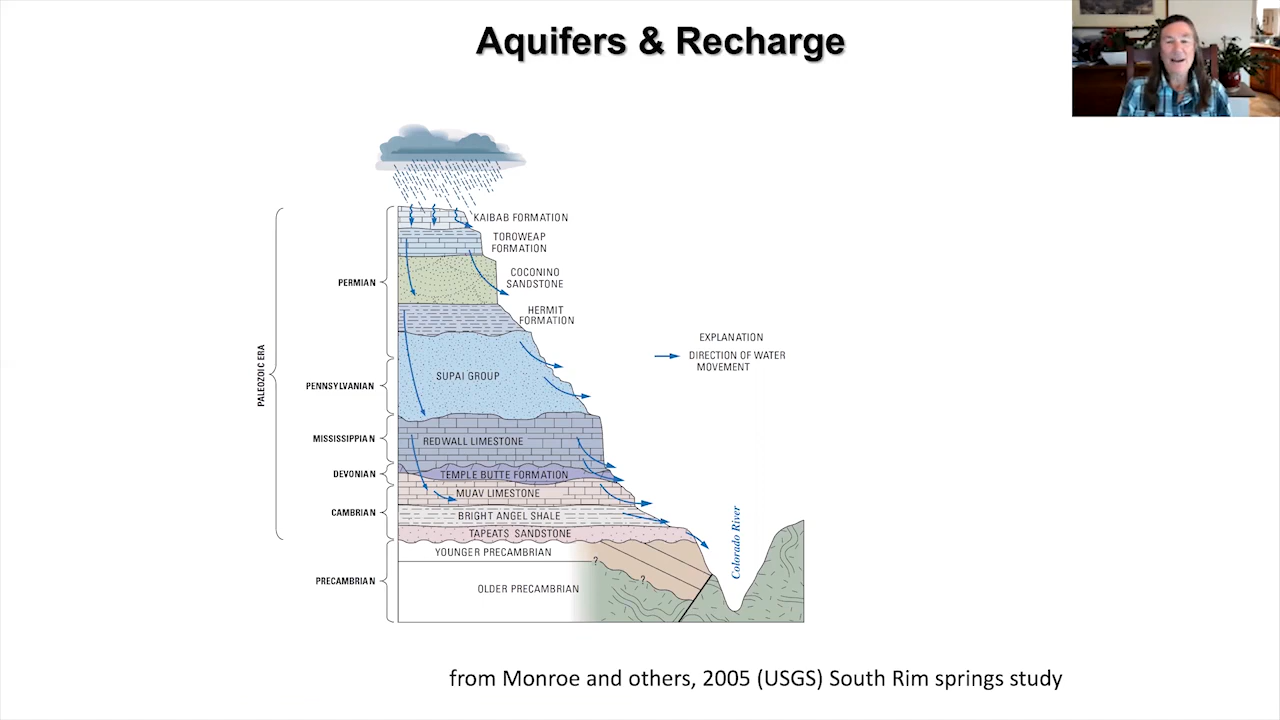 Aquifers & Recharge
KAIBAB FORMATION
TOROWEAP
FORMATION
COCONINO
SANDSTONE
PERMIAN
HERMIT
FORMATION
EXPLANATION
DIRECTION OF WATER
MOVEMENT
PALEOZOIC ERA
SUPAI GROUP
PENNSYLVANIAN
MISSISSIPPIAN
REDWALL LIMESTONE
DEVONIAN
TEMPLE BUTTE FORMATION
MUAV LIMESTONE
CAMBRIAN
BRIGHT ANGEL SHALE
TAPEATS SANDSTONE
Colorado River
YOUNGER PRECAMBRIAN
?
?
PRECAMBRIAN
OLDER PRECAMBRIAN
from Monroe and others, 2005 (USGS) South Rim springs study